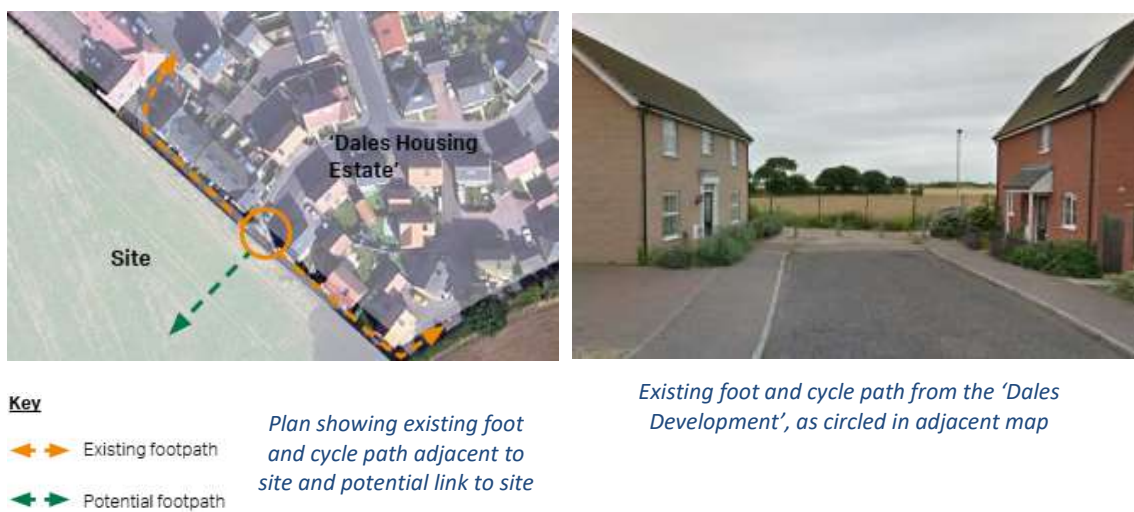 'Dales Housing
Estate'
Site
Key
Existing footpath
Potential footpath
Plan showing existing foot
and cycle path adjacent to
site and potential link to site
Existing foot and cycle path from the ‘Dales
Development’, as circled in adjacent map